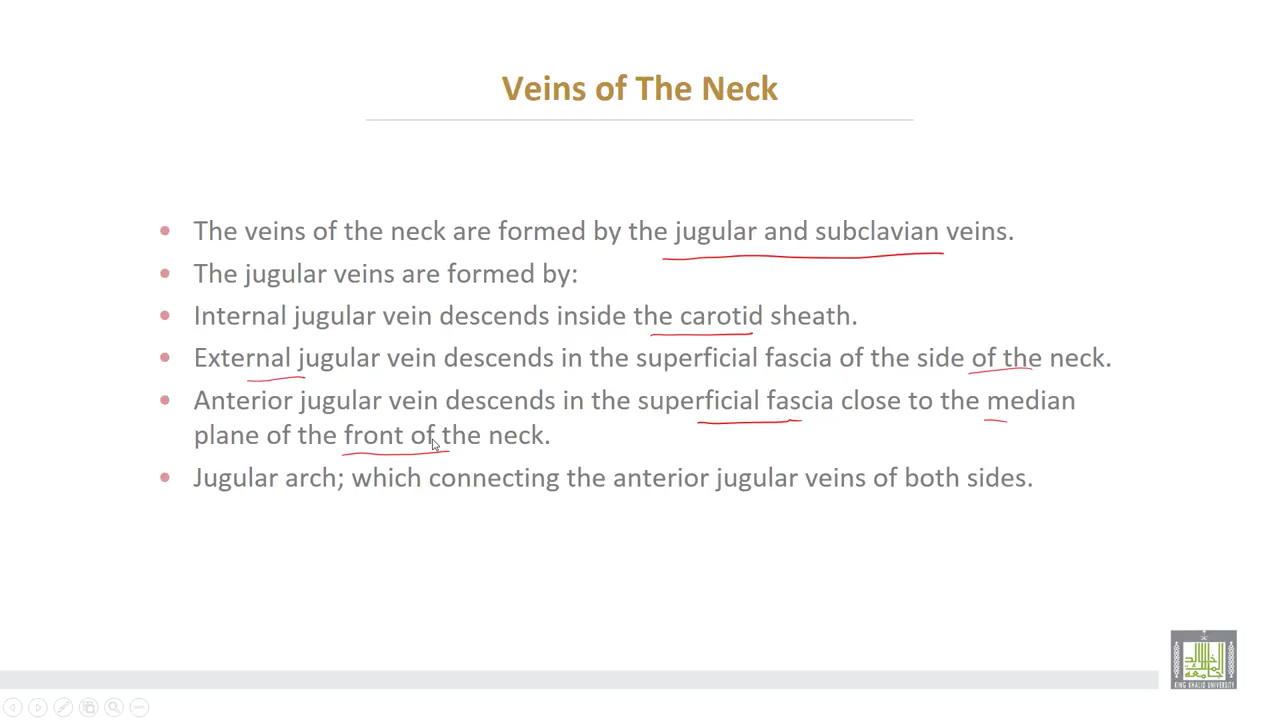 Veins of The Neck
• The veins of the neck are formed by the jugular and subclavian veins.
• The jugular veins are formed by:
• Internal jugular vein descends inside the carotid sheath.
• External jugular vein descends in the superficial fascia of the side of the neck.
• Anterior jugular vein descends in the superficial fascia close to the median
plane of the front of the neck.
• Jugular arch; which connecting the anterior jugular veins of both sides.
KING KHALID UNIVERSITY